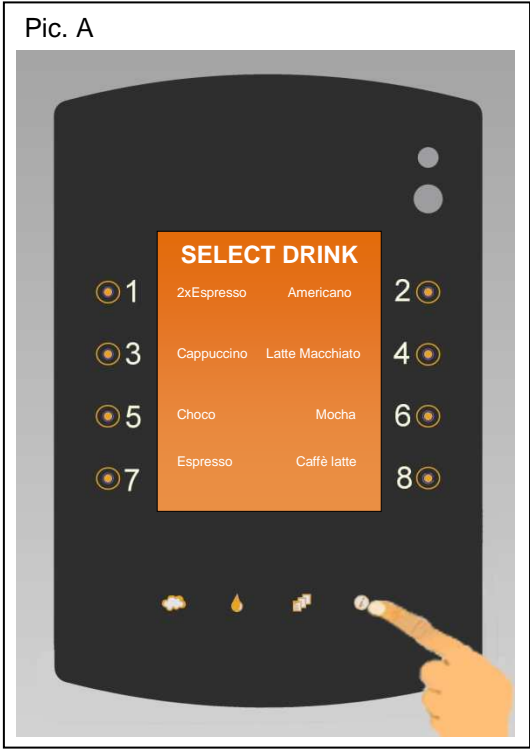 Pic. A
SELECT DRINK
1 2xEspresso Americano 2
3 Cappuccino Latte Macchiato 4
5 Choco Mocha 6
7 Espresso Caffè latte 8